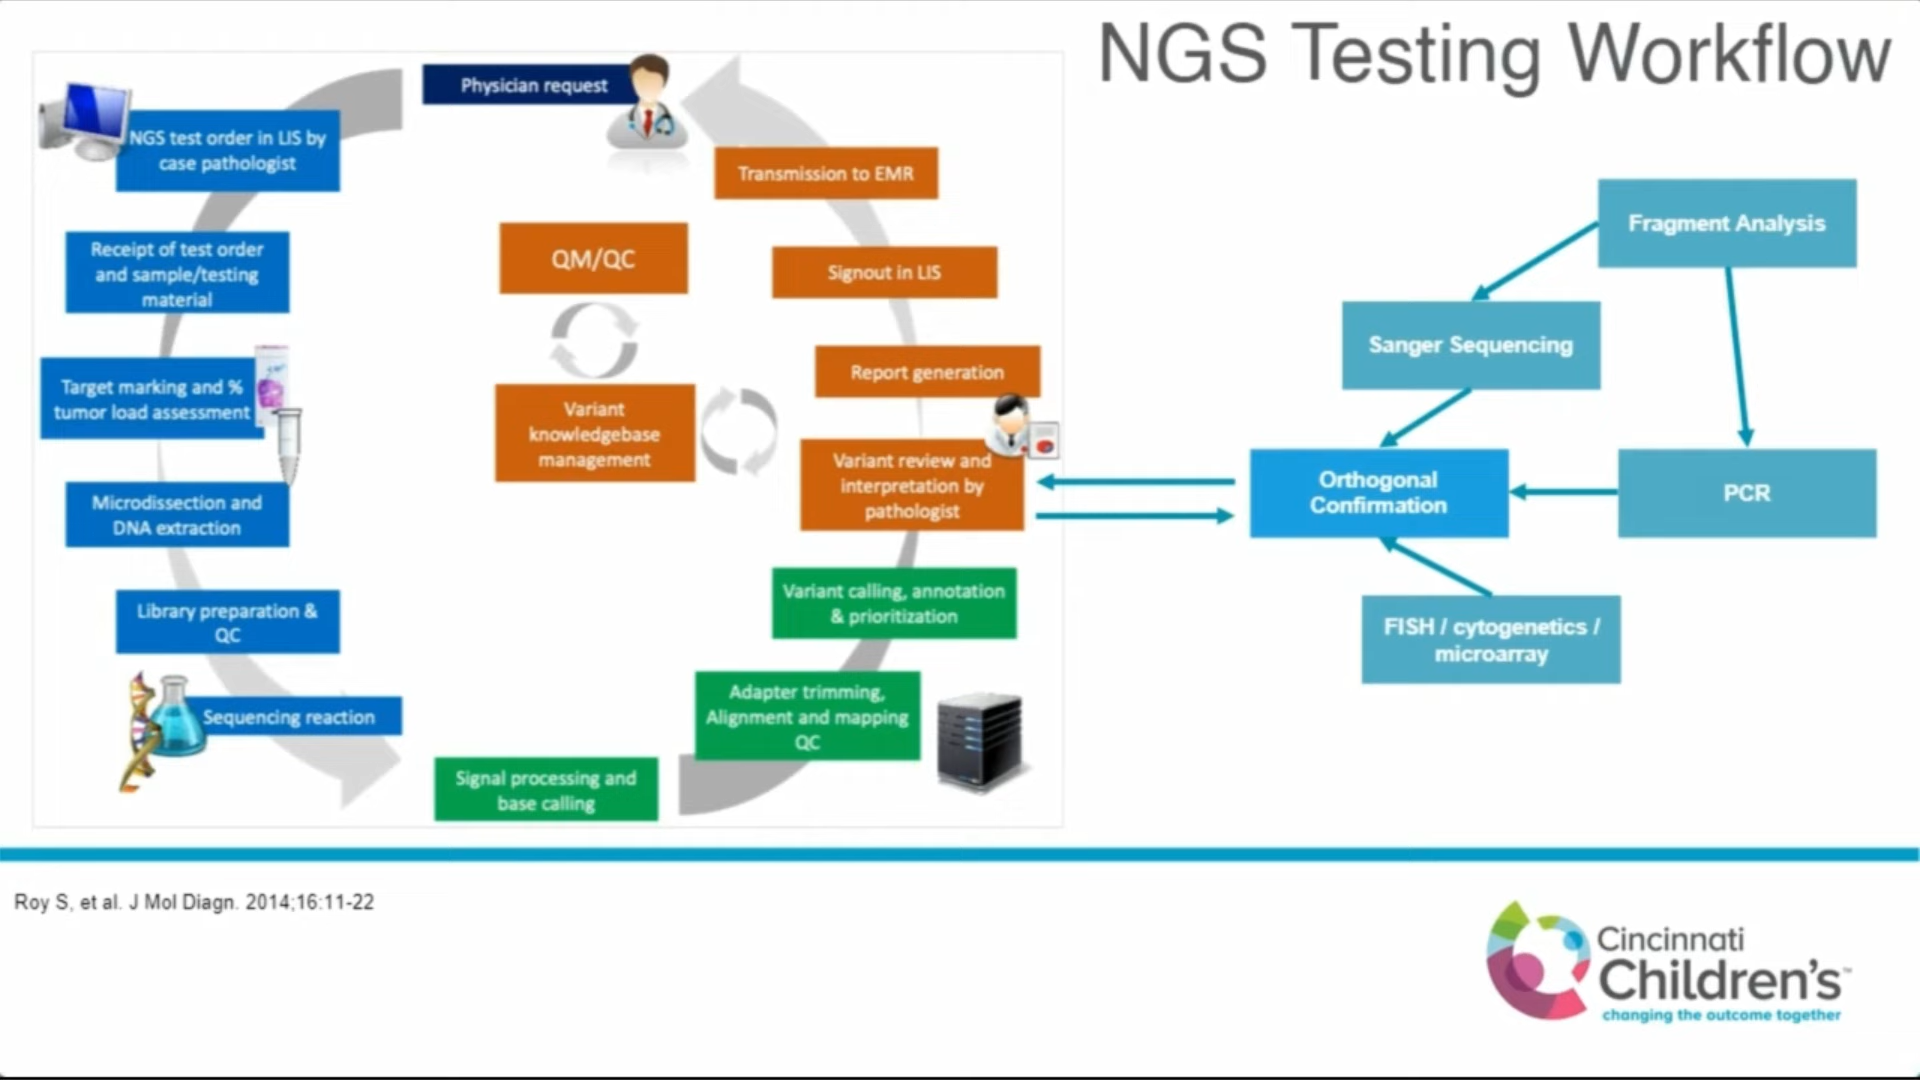 NGS Testing Workflow
Physician request
NGS test order in LIS by
case pathologist
Receipt of test order
and sample/testing
material
Target marking and %
tumor load assessment
Microdissection and
DNA extraction
Library preparation &
QC
Sequencing reaction
Signal processing and
base calling
Adapter trimming,
Alignment and mapping
QC
Variant calling, annotation
& prioritization
Variant review and
interpretation by
pathologist
Report generation
Signout in LIS
Transmission to EMR
QM/QC
Variant
knowledgebase
management
Fragment Analysis
Sanger Sequencing
Orthogonal
Confirmation
PCR
FISH / cytogenetics /
microarray
Roy S, et al. J Mol Diagn. 2014;16:11-22
Cincinnati
Children's™
changing the outcome together